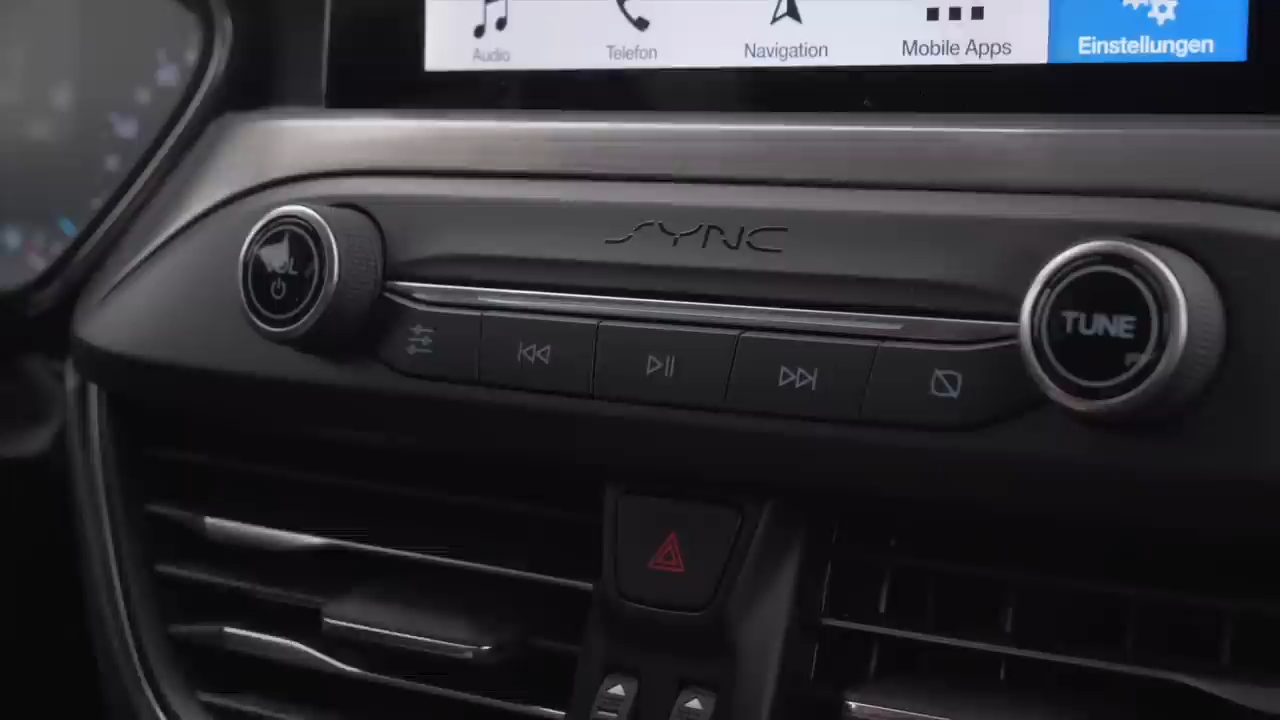 Audio
Telefon
Navigation
Mobile Apps
Einstellungen
SYNC
VOL
TUNE